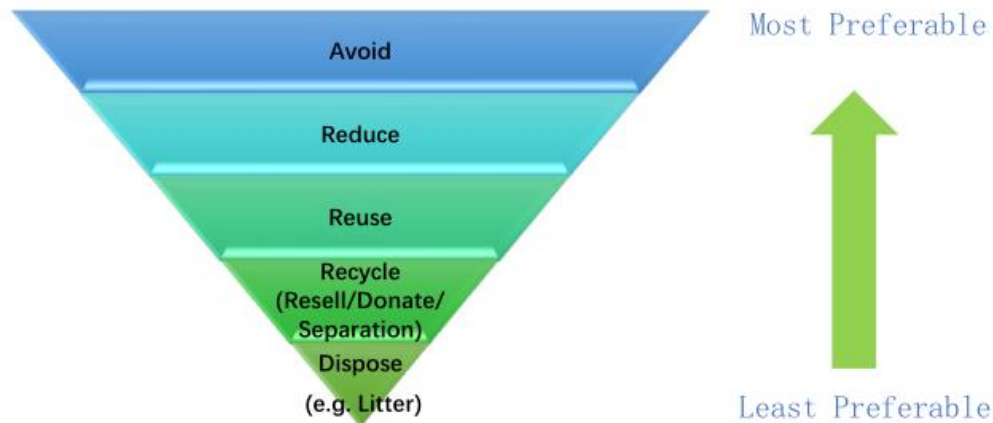 Most Preferable
Avoid
Reduce
Reuse
Recycle
(Resell/Donate/
Separation)
Dispose
(e.g. Litter)
Least Preferable